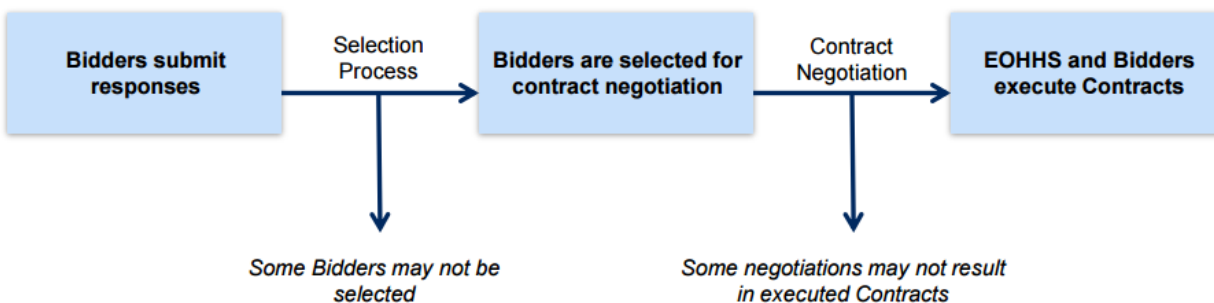 Bidders submit
responses
Selection
Process
Bidders are selected for
contract negotiation
Contract
Negotiation
EOHHS and Bidders
execute Contracts
Some Bidders may not be
selected
Some negotiations may not result
in executed Contracts